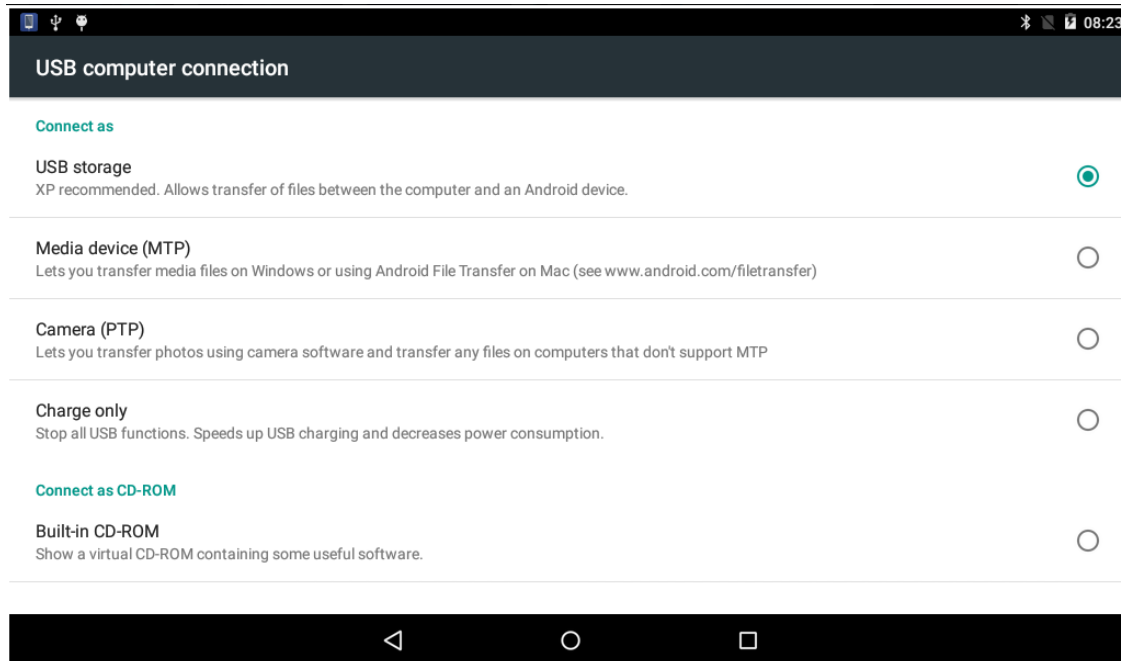 08:23
USB computer connection
Connect as
USB storage
XP recommended. Allows transfer of files between the computer and an Android device.
Media device (MTP)
Lets you transfer media files on Windows or using Android File Transfer on Mac (see www.android.com/filetransfer)
Camera (PTP)
Lets you transfer photos using camera software and transfer any files on computers that don't support MTP
Charge only
Stop all USB functions. Speeds up USB charging and decreases power consumption.
Connect as CD-ROM
Built-in CD-ROM
Show a virtual CD-ROM containing some useful software.